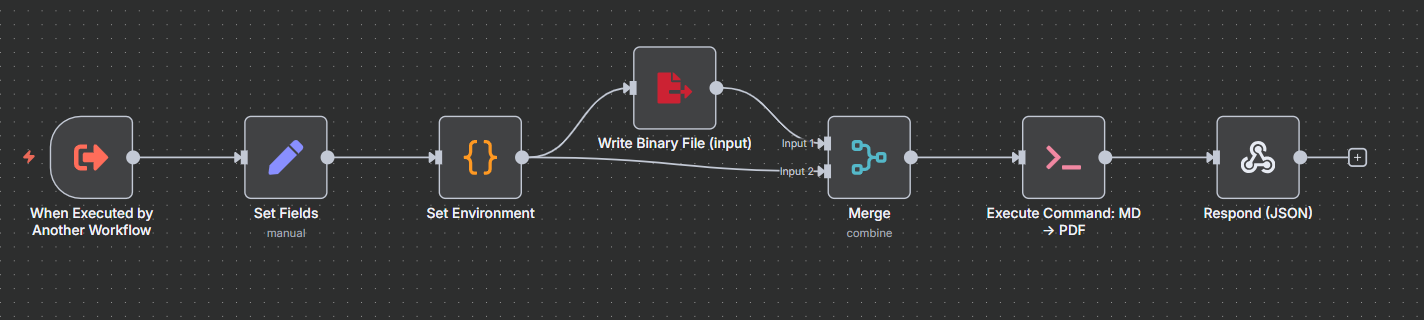 Write Binary File (input)
Input 1
Input 2
When Executed by
Another Workflow
Set Fields
manual
Set Environment
Merge
combine
Execute Command: MD
→ PDF
Respond (JSON)